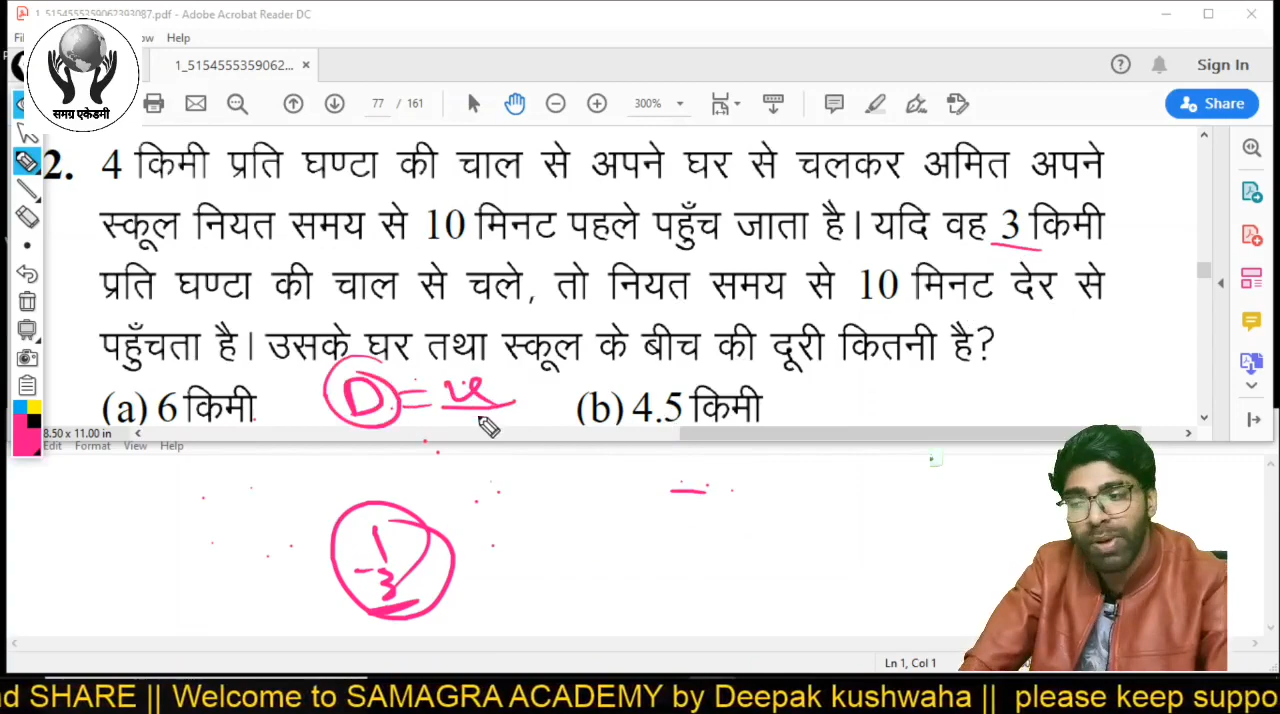 1_5154555359062393087.pdf - Adobe Acrobat Reader DC
Help
1_5154555359062... ×
Sign In
77 / 161
300%
Share
समग्र एकेडमी
2. 4 किमी प्रति घण्टा की चाल से अपने घर से चलकर अमित अपने
स्कूल नियत समय से 10 मिनट पहले पहुँच जाता है। यदि वह 3 किमी
प्रति घण्टा की चाल से चले, तो नियत समय से 10 मिनट देर से
पहुँचता है। उसके घर तथा स्कूल के बीच की दूरी कितनी है?
D =
(a) 6 किमी (b) 4.5 किमी
8.50 x 11.00 in
Edit Format View Help
1
3
Ln 1, Col 1
nd SHARE || Welcome to SAMAGRA ACADEMY by Deepak kushwaha || please keep suppo